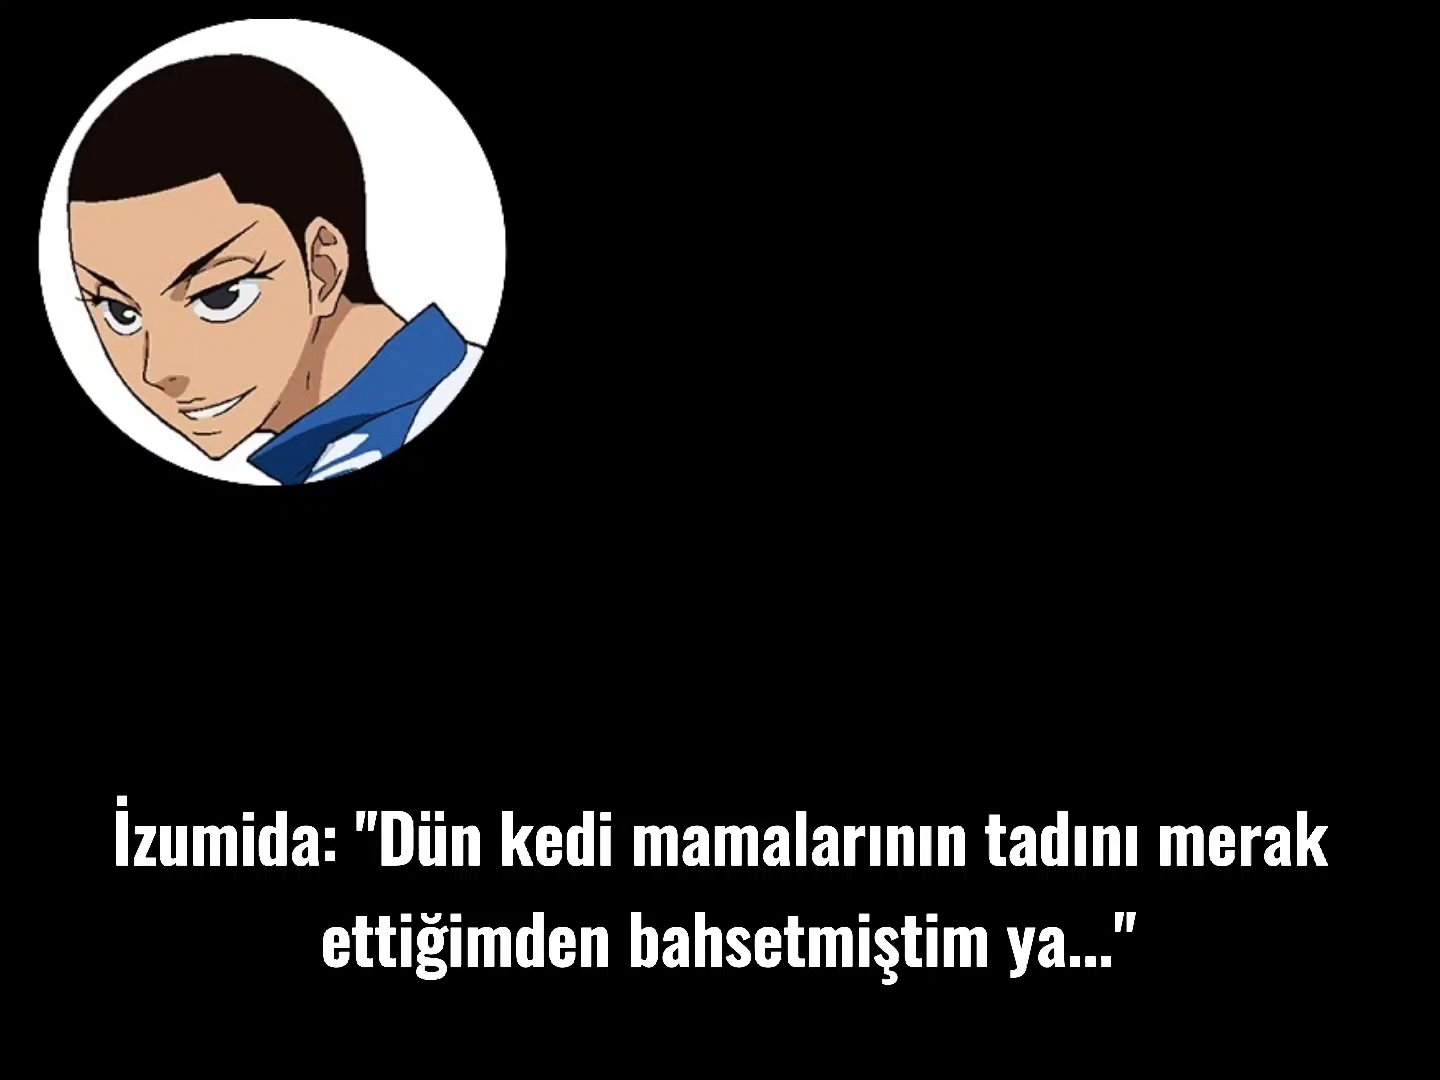 İzumida: "Dün kedi mamalarının tadını merak
ettiğimden bahsetmiştim ya..."